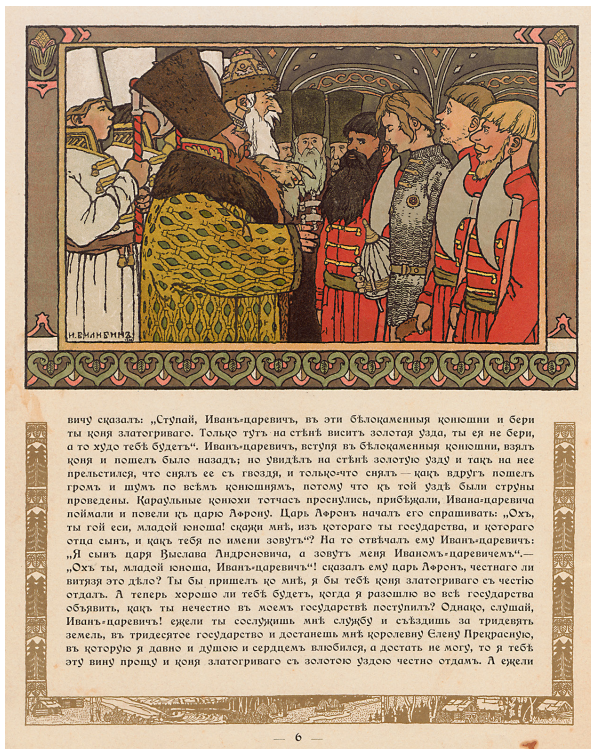 И. БИЛИБИНЪ
вичу сказалъ: „Ступай, Иванъ-царевичъ, въ эти бѣлокаменныя конюшни и бери
ты коня златогриваго. Только тутъ на стѣнѣ виситъ золотая узда, ты ея не бери,
а то худо тебѣ будетъ“. Иванъ-царевичъ, вступя въ бѣлокаменныя конюшни, взялъ
коня и пошелъ было назадъ; но увидѣлъ на стѣнѣ золотую узду и такъ на нее
прельстился, что снялъ ее съ гвоздя, и только-что снялъ — какъ вдругъ пошелъ
громъ и шумъ по всѣмъ конюшнямъ, потому что къ той уздѣ были струны
проведены. Караульные конюхи тотчасъ проснулись, прибѣжали, Ивана-царевича
поймали и повели къ царю Афрону. Царь Афронъ началъ его спрашивать: „Охъ,
ты гой еси, младой юноша! скажи мнѣ, изъ котораго ты государства, и котораго
отца сынъ, и какъ тебя по имени зовутъ“? На то отвѣчалъ ему Иванъ-царевичъ:
„Я сынъ царя Выслава Андроновича, а зовутъ меня Иваномъ-царевичемъ“.—
„Охъ ты, младой юноша, Иванъ-царевичъ“! сказалъ ему царь Афронъ, честнаго ли
витязя это дѣло? Ты бы пришелъ ко мнѣ, я бы тебѣ коня златогриваго съ честію
отдалъ. А теперь хорошо ли тебѣ будетъ, когда я разошлю во всѣ государства
объявить, какъ ты нечестно въ моемъ государствѣ поступилъ? Однако, слушай,
Иванъ-царевичъ! ежели ты сослужишь мнѣ службу и съѣздишь за тридевять
земель, въ тридесятое государство и достанешь мнѣ королевну Елену Прекрасную,
въ которую я давно и душою и сердцемъ влюбился, а достать не могу, то я тебѣ
эту вину прощу и коня златогриваго съ золотою уздою честно отдамъ. А ежели
— 6 —